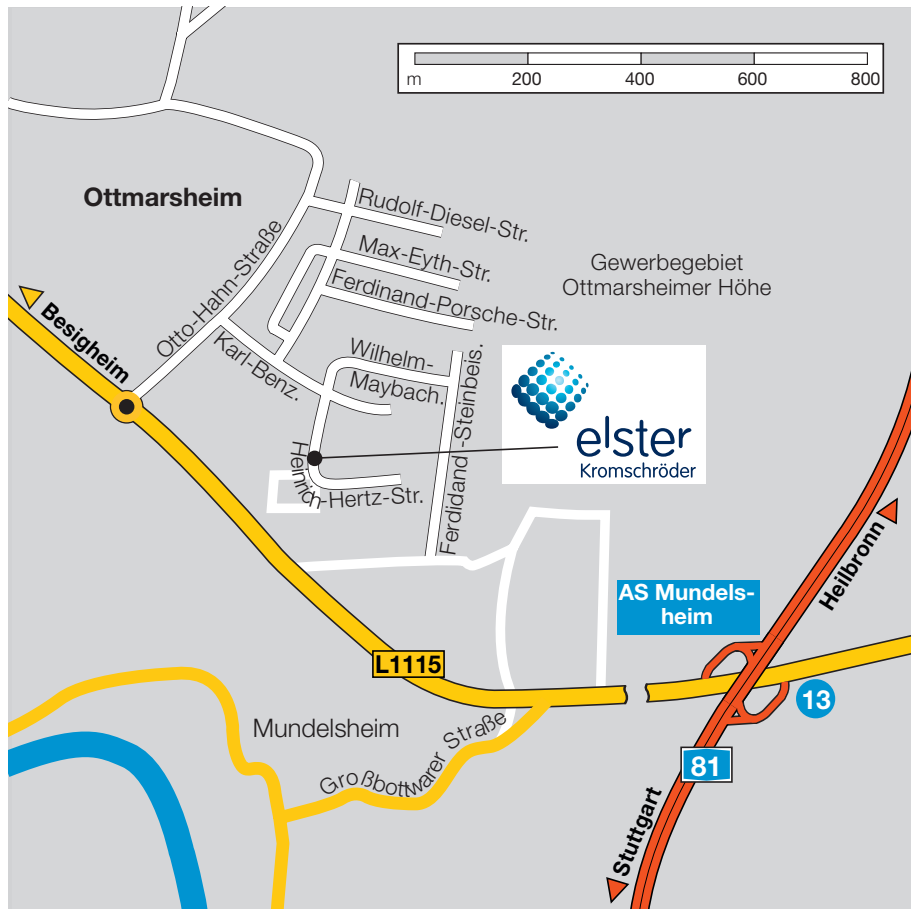 m 200 400 600 800
Ottmarsheim
Rudolf-Diesel-Str.
Max-Eyth-Str.
Ferdinand-Porsche-Str.
Gewerbegebiet
Ottmarsheimer Höhe
Otto-Hahn-Straße
Besigheim
Karl-Benz.
Wilhelm-
Maybach.
Ferdidand-Steinbeis.
elster
Kromschröder
Heinrich-Hertz-Str.
Heilbronn
AS Mundels-
heim
L1115
13
Mundelsheim
Großbottwarer Straße
81
Stuttgart